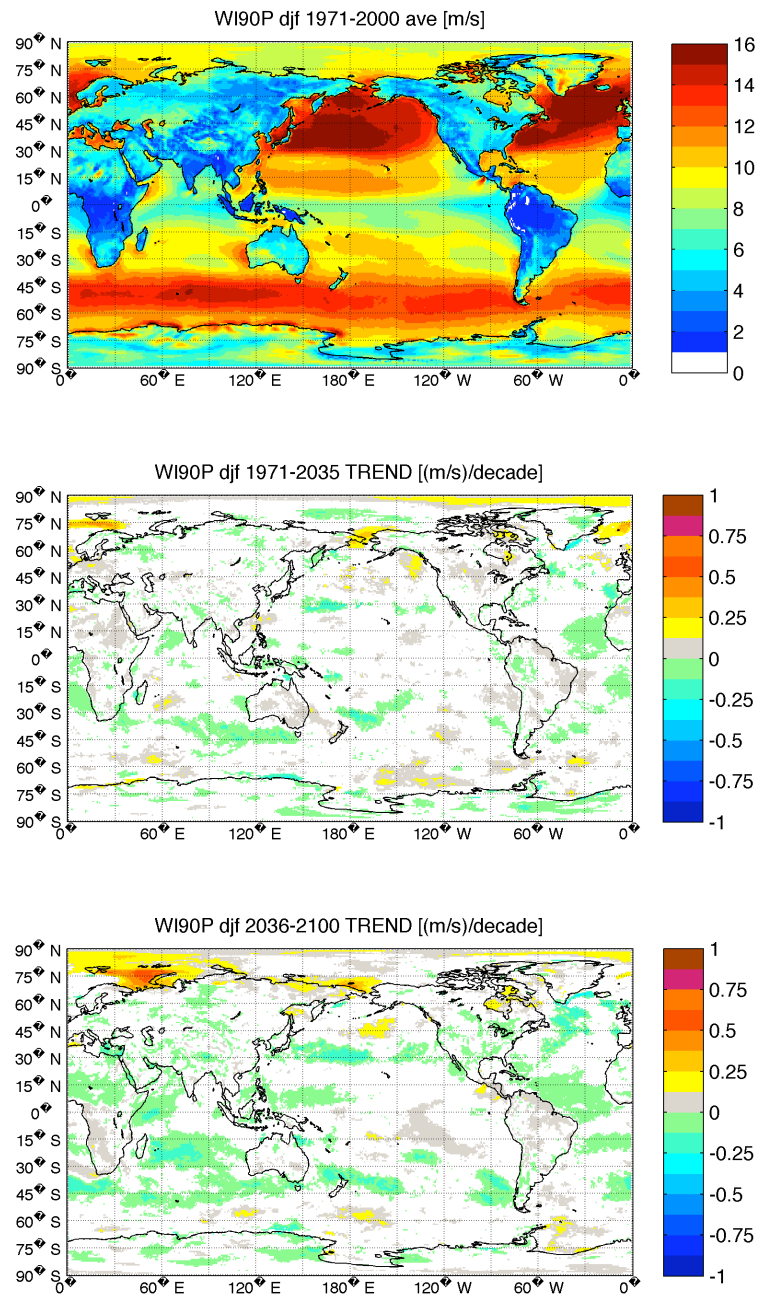 WI90P djf 1971-2000 ave [m/s]
90� N
75� N
60� N
45� N
30� N
15� N
0�
15� S
30� S
45� S
60� S
75� S
90� S
0� 60� E 120� E 180� E 120� W 60� W 0�
16
14
12
10
8
6
4
2
0
WI90P djf 1971-2035 TREND [(m/s)/decade]
90� N
75� N
60� N
45� N
30� N
15� N
0�
15� S
30� S
45� S
60� S
75� S
90� S
0� 60� E 120� E 180� E 120� W 60� W 0�
1
0.75
0.5
0.25
0
-0.25
-0.5
-0.75
-1
WI90P djf 2036-2100 TREND [(m/s)/decade]
90� N
75� N
60� N
45� N
30� N
15� N
0�
15� S
30� S
45� S
60� S
75� S
90� S
0� 60� E 120� E 180� E 120� W 60� W 0�
1
0.75
0.5
0.25
0
-0.25
-0.5
-0.75
-1